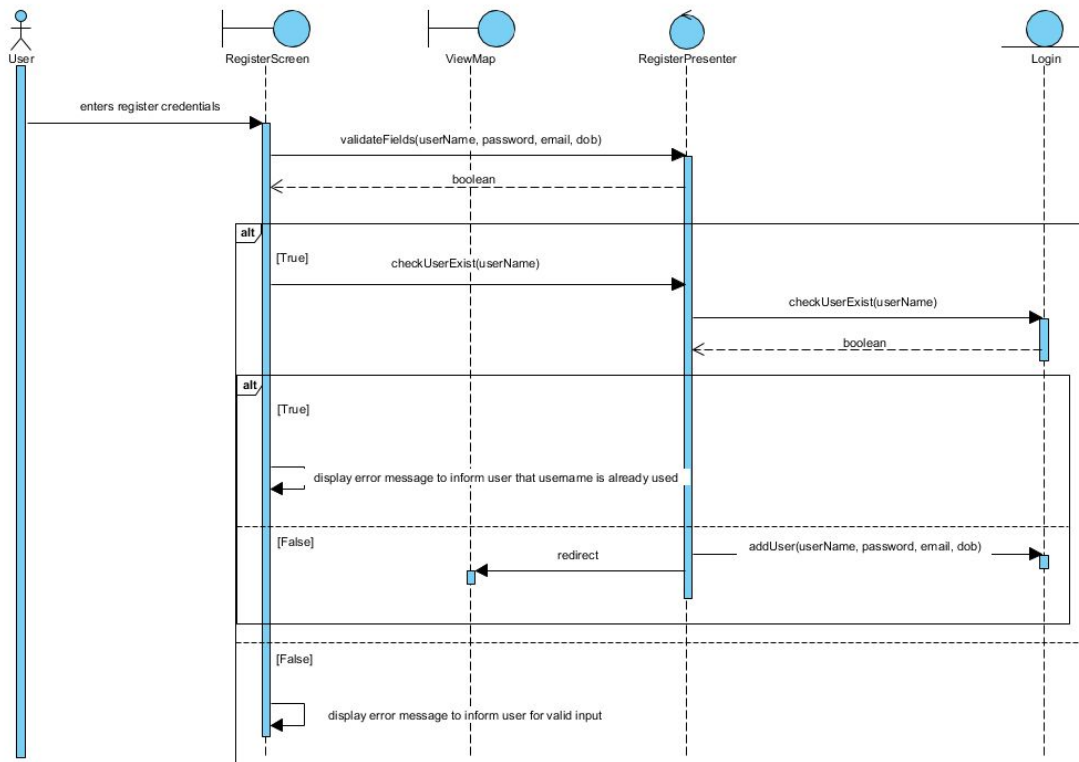 User
RegisterScreen
ViewMap
RegisterPresenter
Login
enters register credentials
validateFields(userName, password, email, dob)
boolean
alt
[True]
checkUserExist(userName)
checkUserExist(userName)
boolean
alt
[True]
display error message to inform user that username is already used
[False]
redirect
addUser(userName, password, email, dob)
[False]
display error message to inform user for valid input